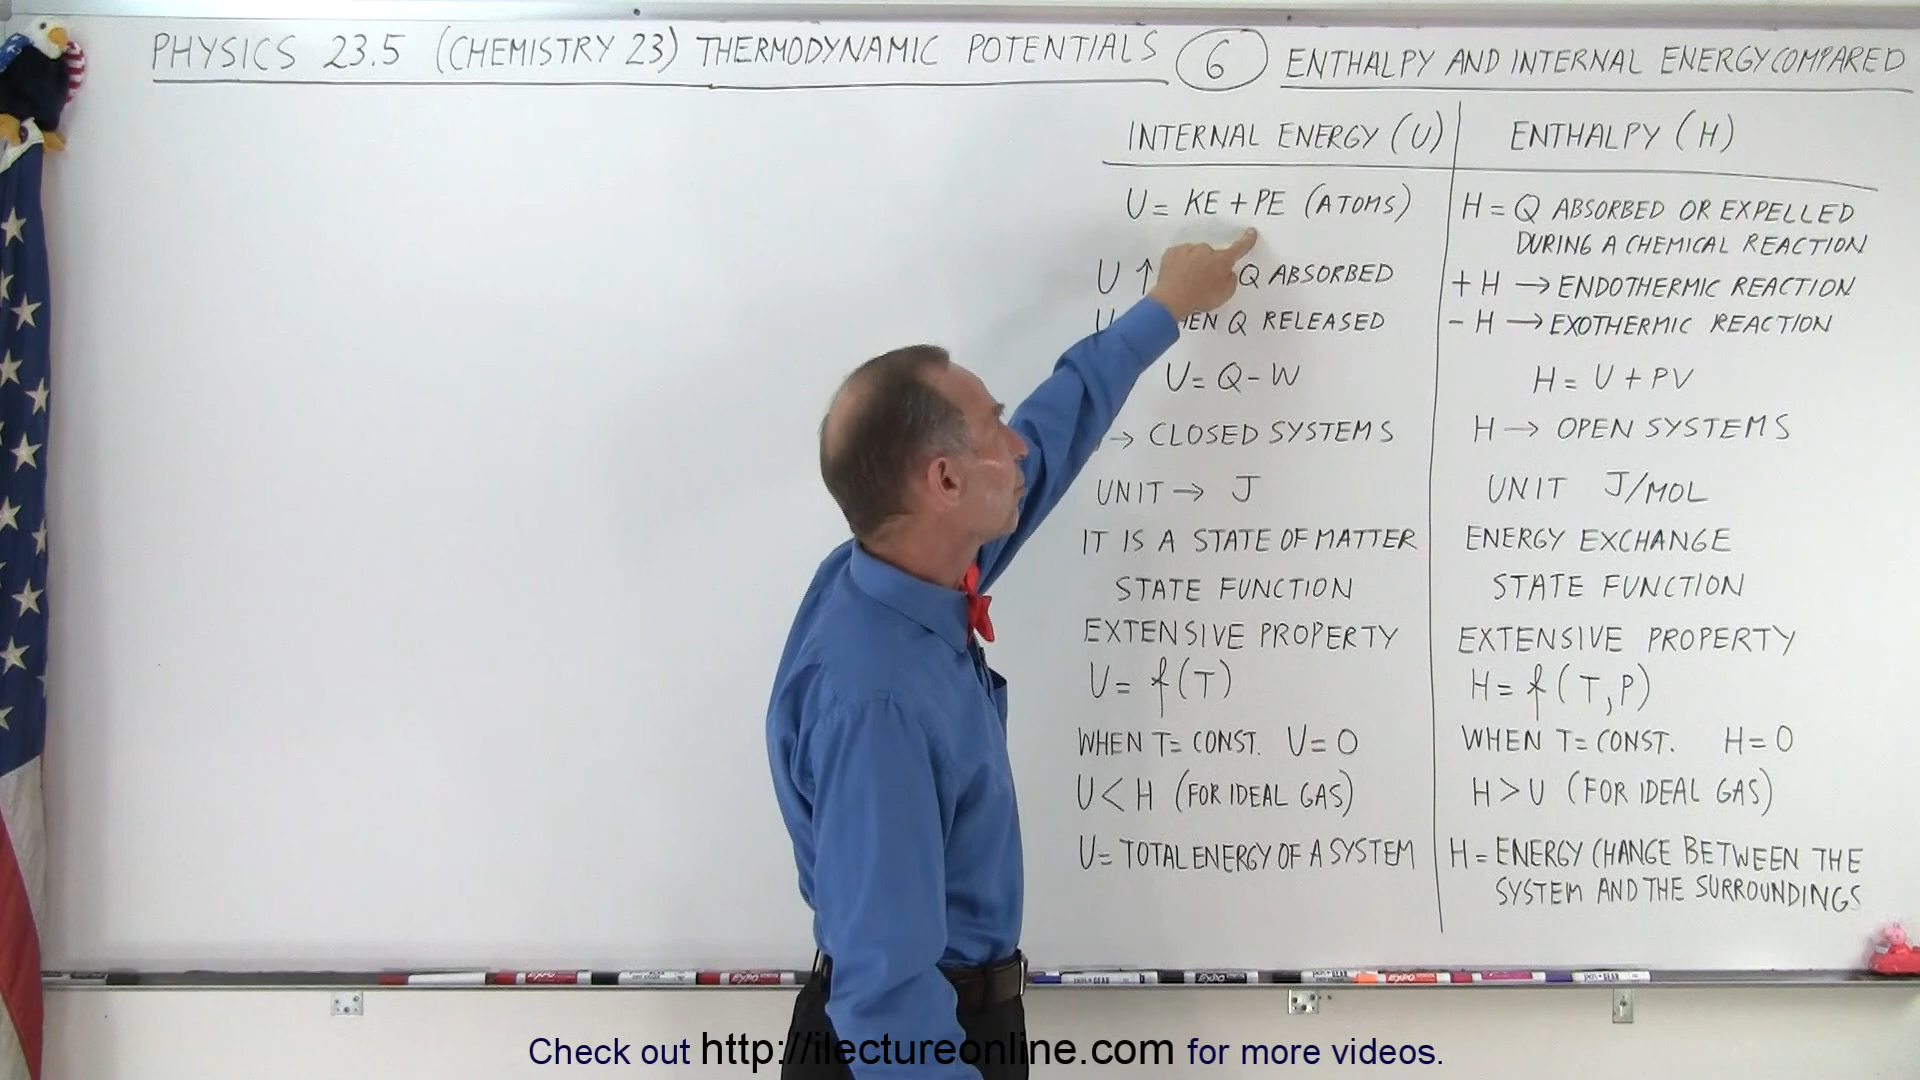 PHYSICS 23.5 (CHEMISTRY 23) THERMODYNAMIC POTENTIALS 6 ENTHALPY AND INTERNAL ENERGY COMPARED
INTERNAL ENERGY (U)
U = KE + PE (ATOMS)
U ↑ Q ABSORBED
U Q RELEASED
U = Q - W
→ CLOSED SYSTEMS
UNIT → J
IT IS A STATE OF MATTER
STATE FUNCTION
EXTENSIVE PROPERTY
U = f(T)
WHEN T = CONST. U = 0
U < H (FOR IDEAL GAS)
U = TOTAL ENERGY OF A SYSTEM
ENTHALPY (H)
H = Q ABSORBED OR EXPELLED
DURING A CHEMICAL REACTION
+ H → ENDOTHERMIC REACTION
- H → EXOTHERMIC REACTION
H = U + PV
H → OPEN SYSTEMS
UNIT J/MOL
ENERGY EXCHANGE
STATE FUNCTION
EXTENSIVE PROPERTY
H = f(T, P)
WHEN T = CONST. H = 0
H > U (FOR IDEAL GAS)
H = ENERGY CHANGE BETWEEN THE
SYSTEM AND THE SURROUNDINGS
Check out http://ilectureonline.com for more videos.